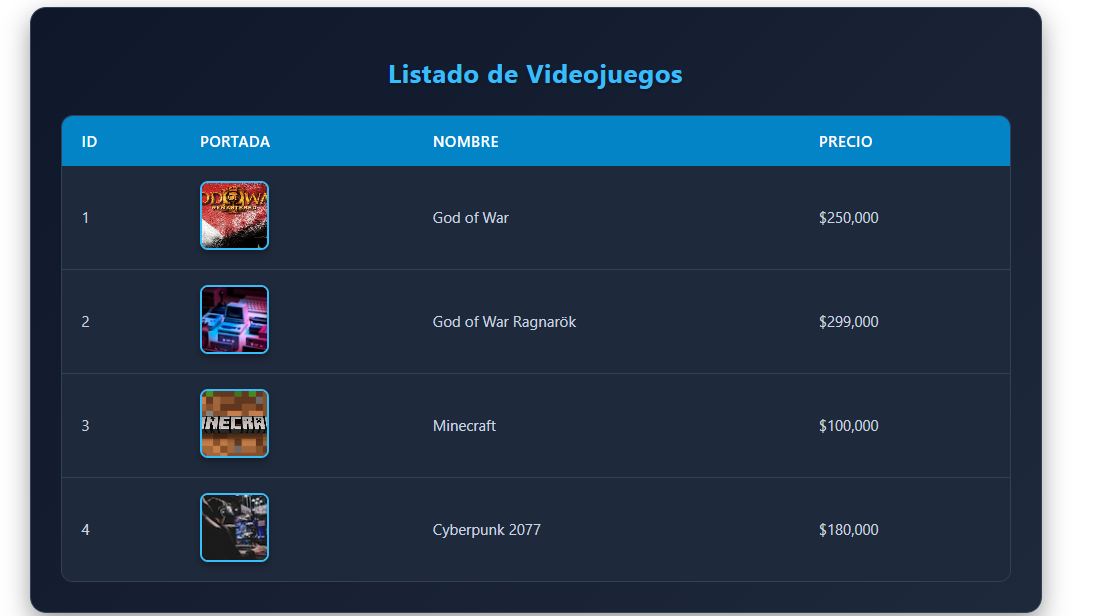 Listado de Videojuegos
ID PORTADA NOMBRE PRECIO
1 God of War $250,000
2 God of War Ragnarök $299,000
3 Minecraft $100,000
4 Cyberpunk 2077 $180,000